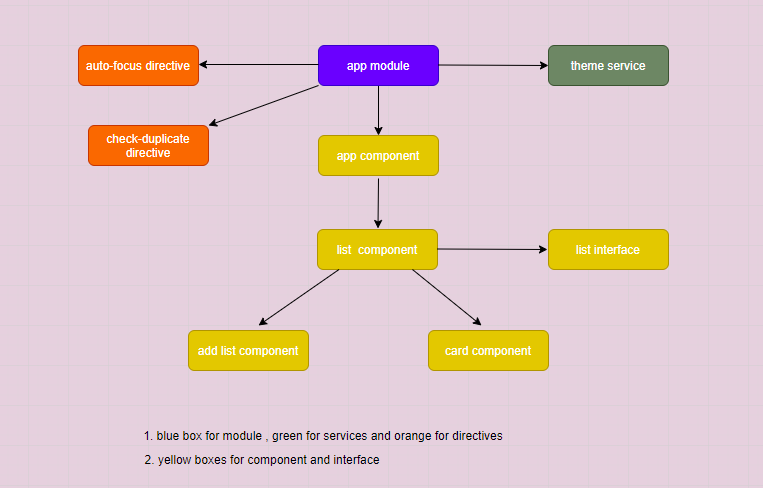 auto-focus directive
app module
theme service
check-duplicate
directive
app component
list component
list interface
add list component
card component
1. blue box for module , green for services and orange for directives
2. yellow boxes for component and interface